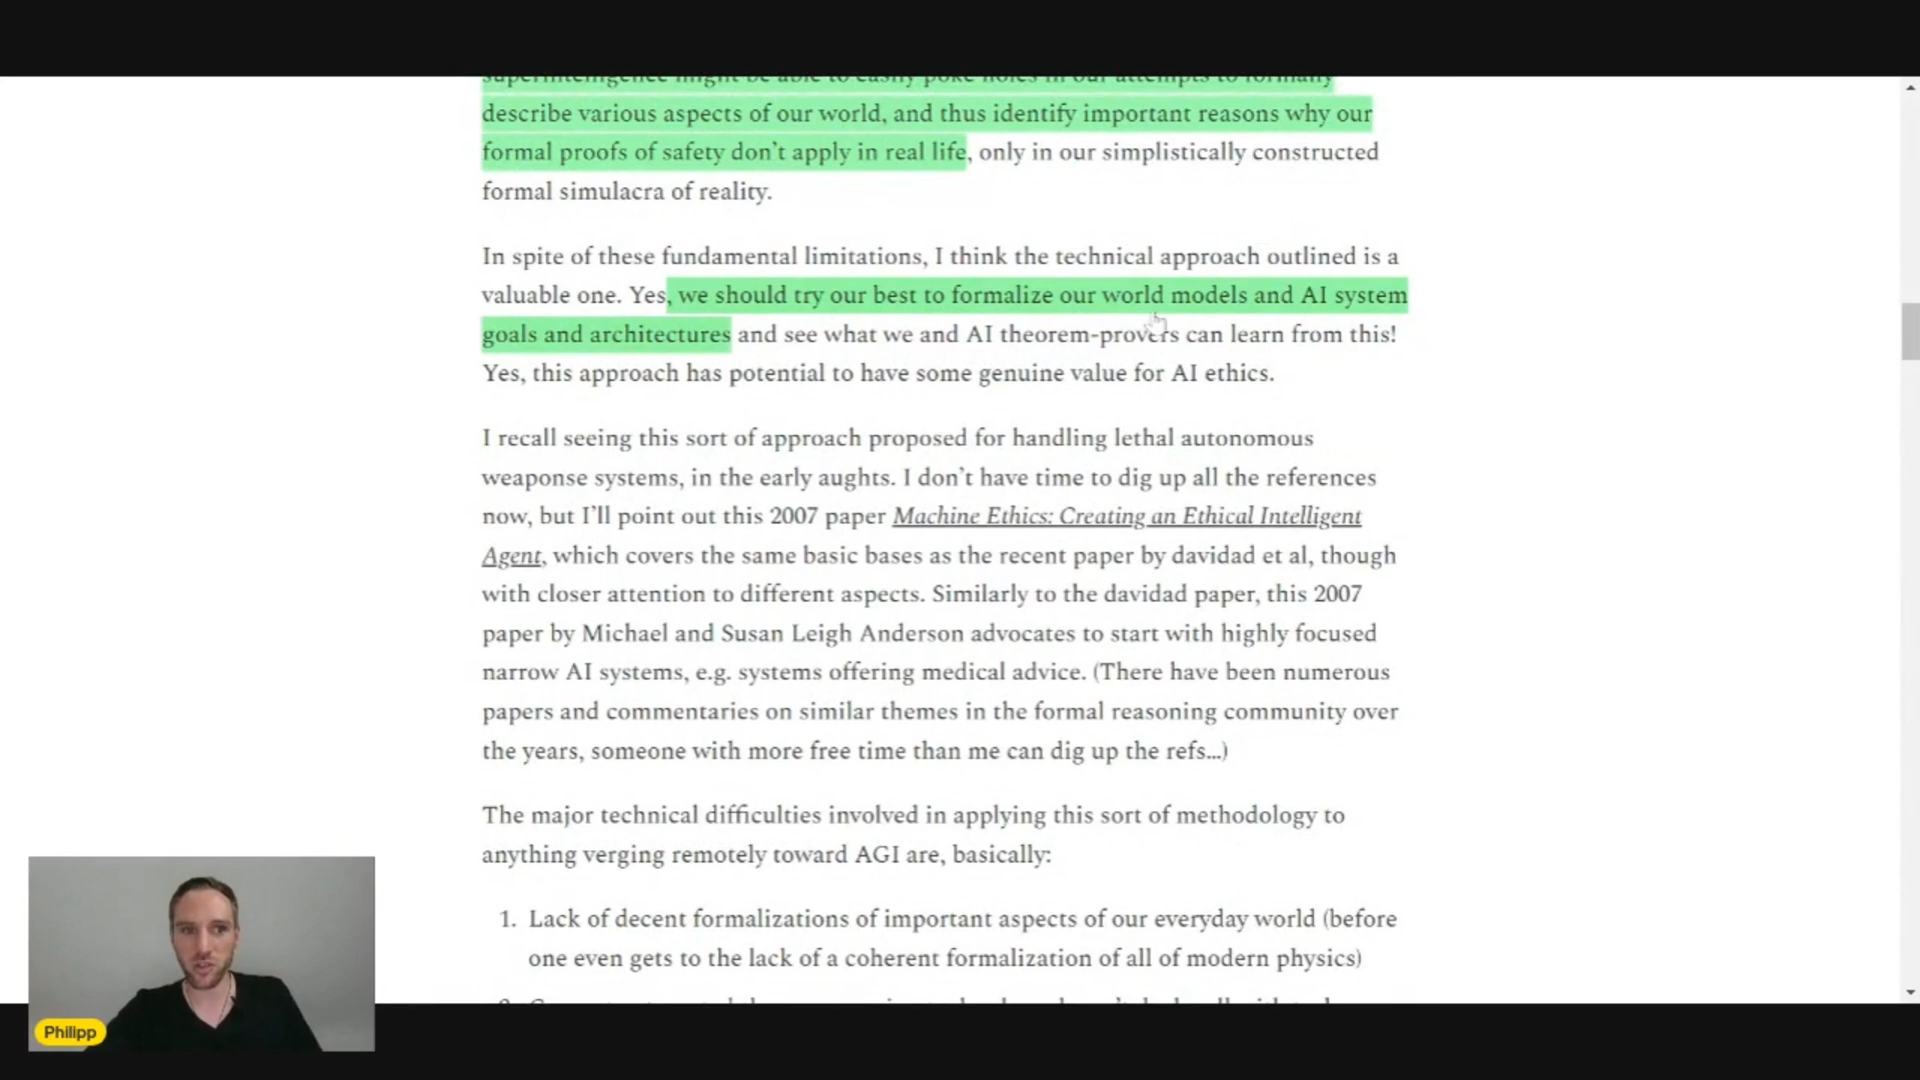 superintelligence might be able to easily poke holes in our attempts to formally
describe various aspects of our world, and thus identify important reasons why our
formal proofs of safety don’t apply in real life, only in our simplistically constructed
formal simulacra of reality.
In spite of these fundamental limitations, I think the technical approach outlined is a
valuable one. Yes, we should try our best to formalize our world models and AI system
goals and architectures and see what we and AI theorem-provers can learn from this!
Yes, this approach has potential to have some genuine value for AI ethics.
I recall seeing this sort of approach proposed for handling lethal autonomous
weaponse systems, in the early aughts. I don’t have time to dig up all the references
now, but I’ll point out this 2007 paper Machine Ethics: Creating an Ethical Intelligent
Agent, which covers the same basic bases as the recent paper by davidad et al, though
with closer attention to different aspects. Similarly to the davidad paper, this 2007
paper by Michael and Susan Leigh Anderson advocates to start with highly focused
narrow AI systems, e.g. systems offering medical advice. (There have been numerous
papers and commentaries on similar themes in the formal reasoning community over
the years, someone with more free time than me can dig up the refs…)
The major technical difficulties involved in applying this sort of methodology to
anything verging remotely toward AGI are, basically:
1. Lack of decent formalizations of important aspects of our everyday world (before
one even gets to the lack of a coherent formalization of all of modern physics)
Philipp